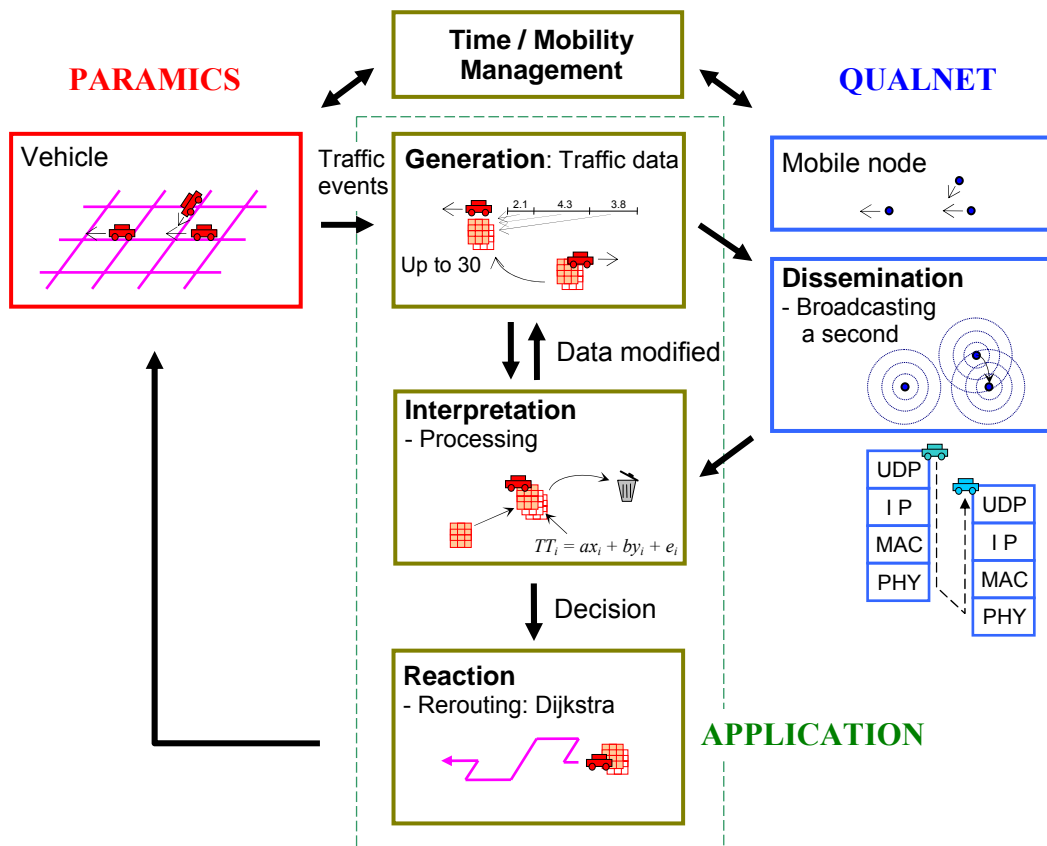 Time / Mobility
Management
PARAMICS
QUALNET
Vehicle
Traffic
events
Generation: Traffic data
2.1 4.3 3.8
Up to 30
Mobile node
Dissemination
- Broadcasting
a second
Data modified
Interpretation
- Processing
TTᵢ = axᵢ + byᵢ + eᵢ
UDP
I P
MAC
PHY
UDP
I P
MAC
PHY
Decision
Reaction
- Rerouting: Dijkstra
APPLICATION